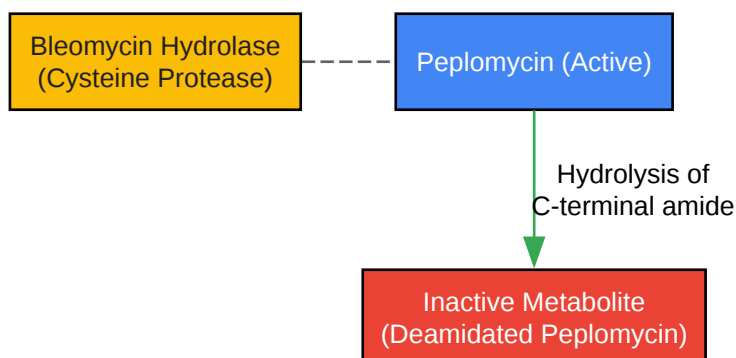 Bleomycin Hydrolase
(Cysteine Protease)
Peplomycin (Active)
Hydrolysis of
C-terminal amide
Inactive Metabolite
(Deamidated Peplomycin)